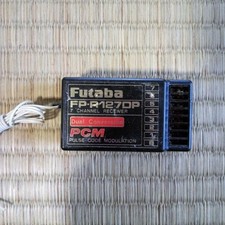 Futaba
FP-R127DP
7 CHANNEL RECEIVER
Dual Conversion
PCM
PULSE CODE MODULATION